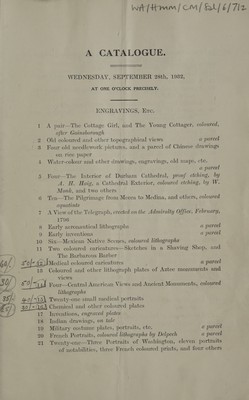 WA/HMM/CM/Sal/6/712
A CATALOGUE.
WEDNESDAY, SEPTEMBER 28th, 1932,
AT ONE O'CLOCK PRECISELY.
ENGRAVINGS, Etc.
1 A pair—The Cottage Girl, and The Young Cottager, coloured,
after Gainsborough
2 Old coloured and other topographical views a parcel
3 Four old needlework pictures, and a parcel of Chinese drawings
on rice paper
4 Water-colour and other drawings, engravings, old maps, etc.
a parcel
5 Four—The Interior of Durham Cathedral, proof etching, by
A. H. Haig, a Cathedral Exterior, coloured etching, by W.
Monk, and two others
6 Ten—The Pilgrimage from Mecca to Medina, and others, coloured
aquatints
7 A View of the Telegraph, erected on the Admiralty Office, February,
1796
8 Early aeronautics a parcel
9 Early inventions a parcel
10 Six—Mexican Native Scenes, coloured lithographs
11 Two coloured caricatures—Sketches in a Shaving Shop, and
The Barbarous Barber
12 Medical coloured caricatures a parcel
13 Coloured and other lithograph plates of Aztec monuments and
views
14 Four—Central American Views and Ancient Monuments, coloured
lithographs
15 Twenty-one small medical portraits
16 Chemical and other coloured plates
17 Inventions, engraved plates
18 Indian drawings, on talc
19 Military costume plates, portraits, etc. a parcel
20 French Portraits, coloured lithographs by Delpech a parcel
21 Twenty-one—Three Portraits of Washington, eleven portraits
of notabilities, three French coloured prints, and four others